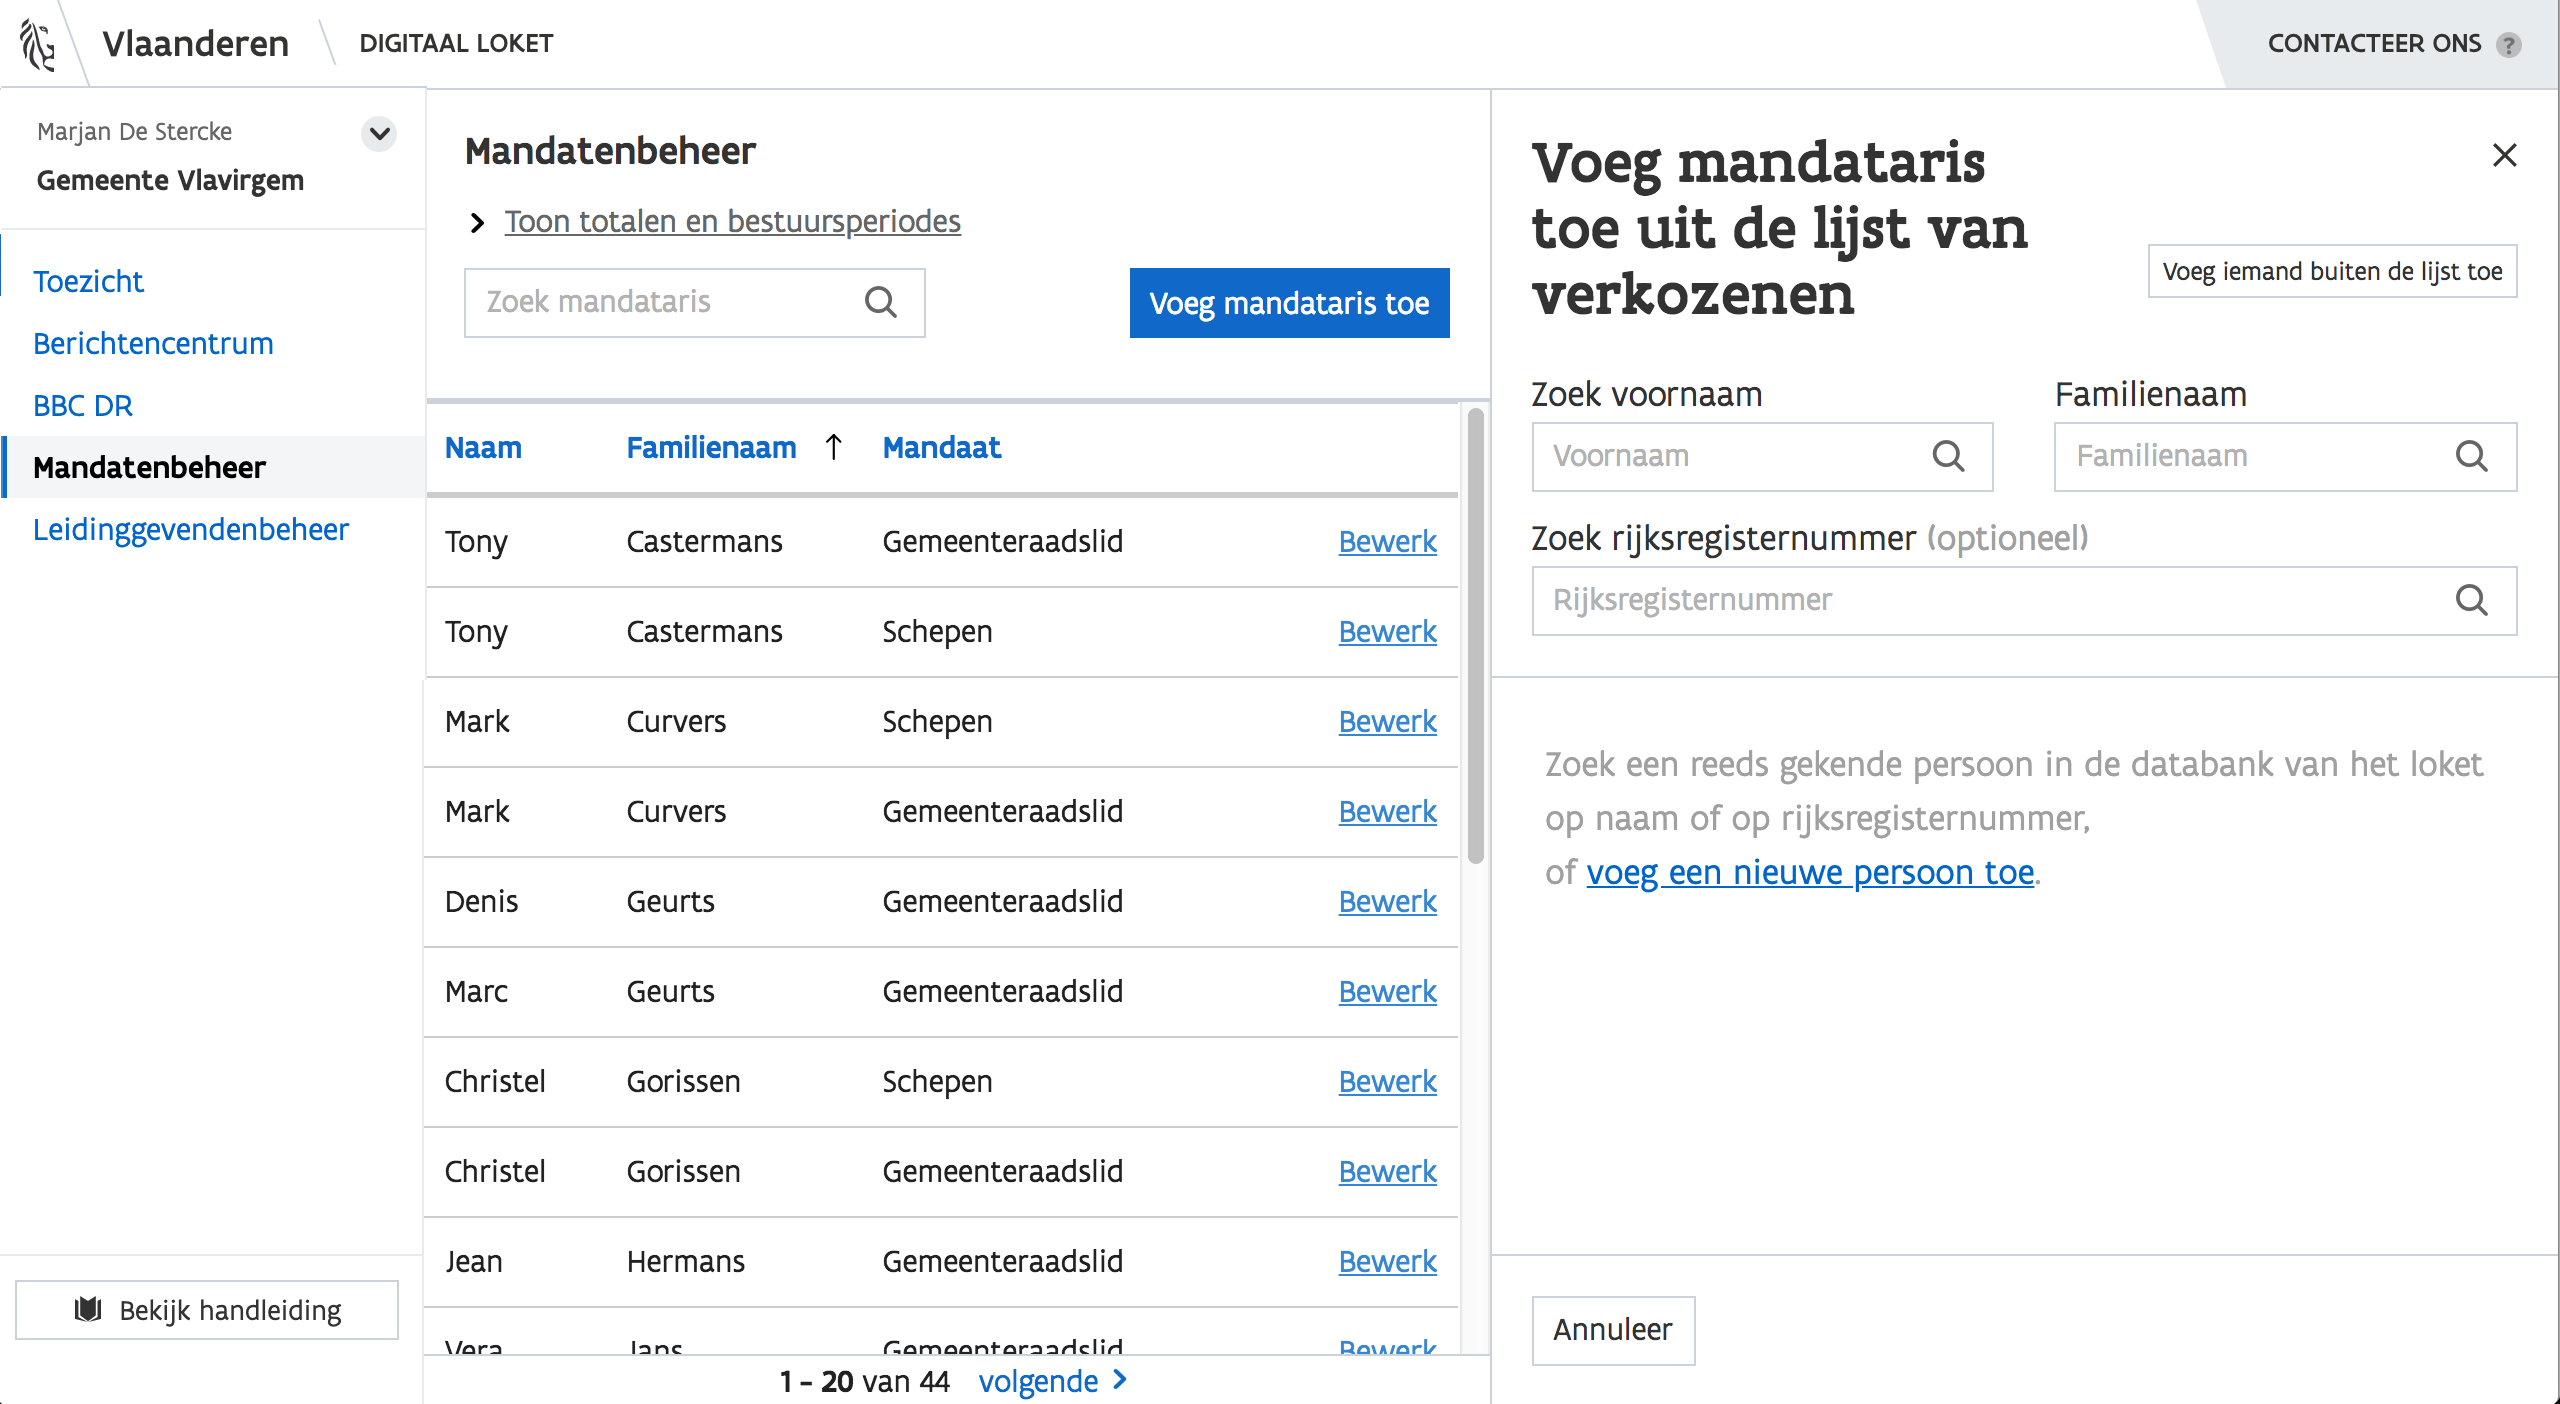 Vlaanderen
DIGITAAL LOKET
CONTACTEER ONS ?
Marjan De Stercke
Gemeente Vlavirgem
Toezicht
Berichtencentrum
BBC DR
Mandatenbeheer
Leidinggevendenbeheer
Bekijk handleiding
Mandatenbeheer
Toon totalen en bestuursperiodes
Zoek mandataris
Voeg mandataris toe
Naam Familienaam Mandaat
Tony Castermans Gemeenteraadslid Bewerk
Tony Castermans Schepen Bewerk
Mark Curvers Schepen Bewerk
Mark Curvers Gemeenteraadslid Bewerk
Denis Geurts Gemeenteraadslid Bewerk
Marc Geurts Gemeenteraadslid Bewerk
Christel Gorissen Schepen Bewerk
Christel Gorissen Gemeenteraadslid Bewerk
Jean Hermans Gemeenteraadslid Bewerk
Vera Jans Gemeenteraadslid Bewerk
1 - 20 van 44 volgende
Voeg mandataris
toe uit de lijst van
verkozenen
Voeg iemand buiten de lijst toe
Zoek voornaam
Voornaam
Familienaam
Familienaam
Zoek rijksregisternummer (optioneel)
Rijksregisternummer
Zoek een reeds gekende persoon in de databank van het loket
op naam of op rijksregisternummer,
of voeg een nieuwe persoon toe.
Annuleer